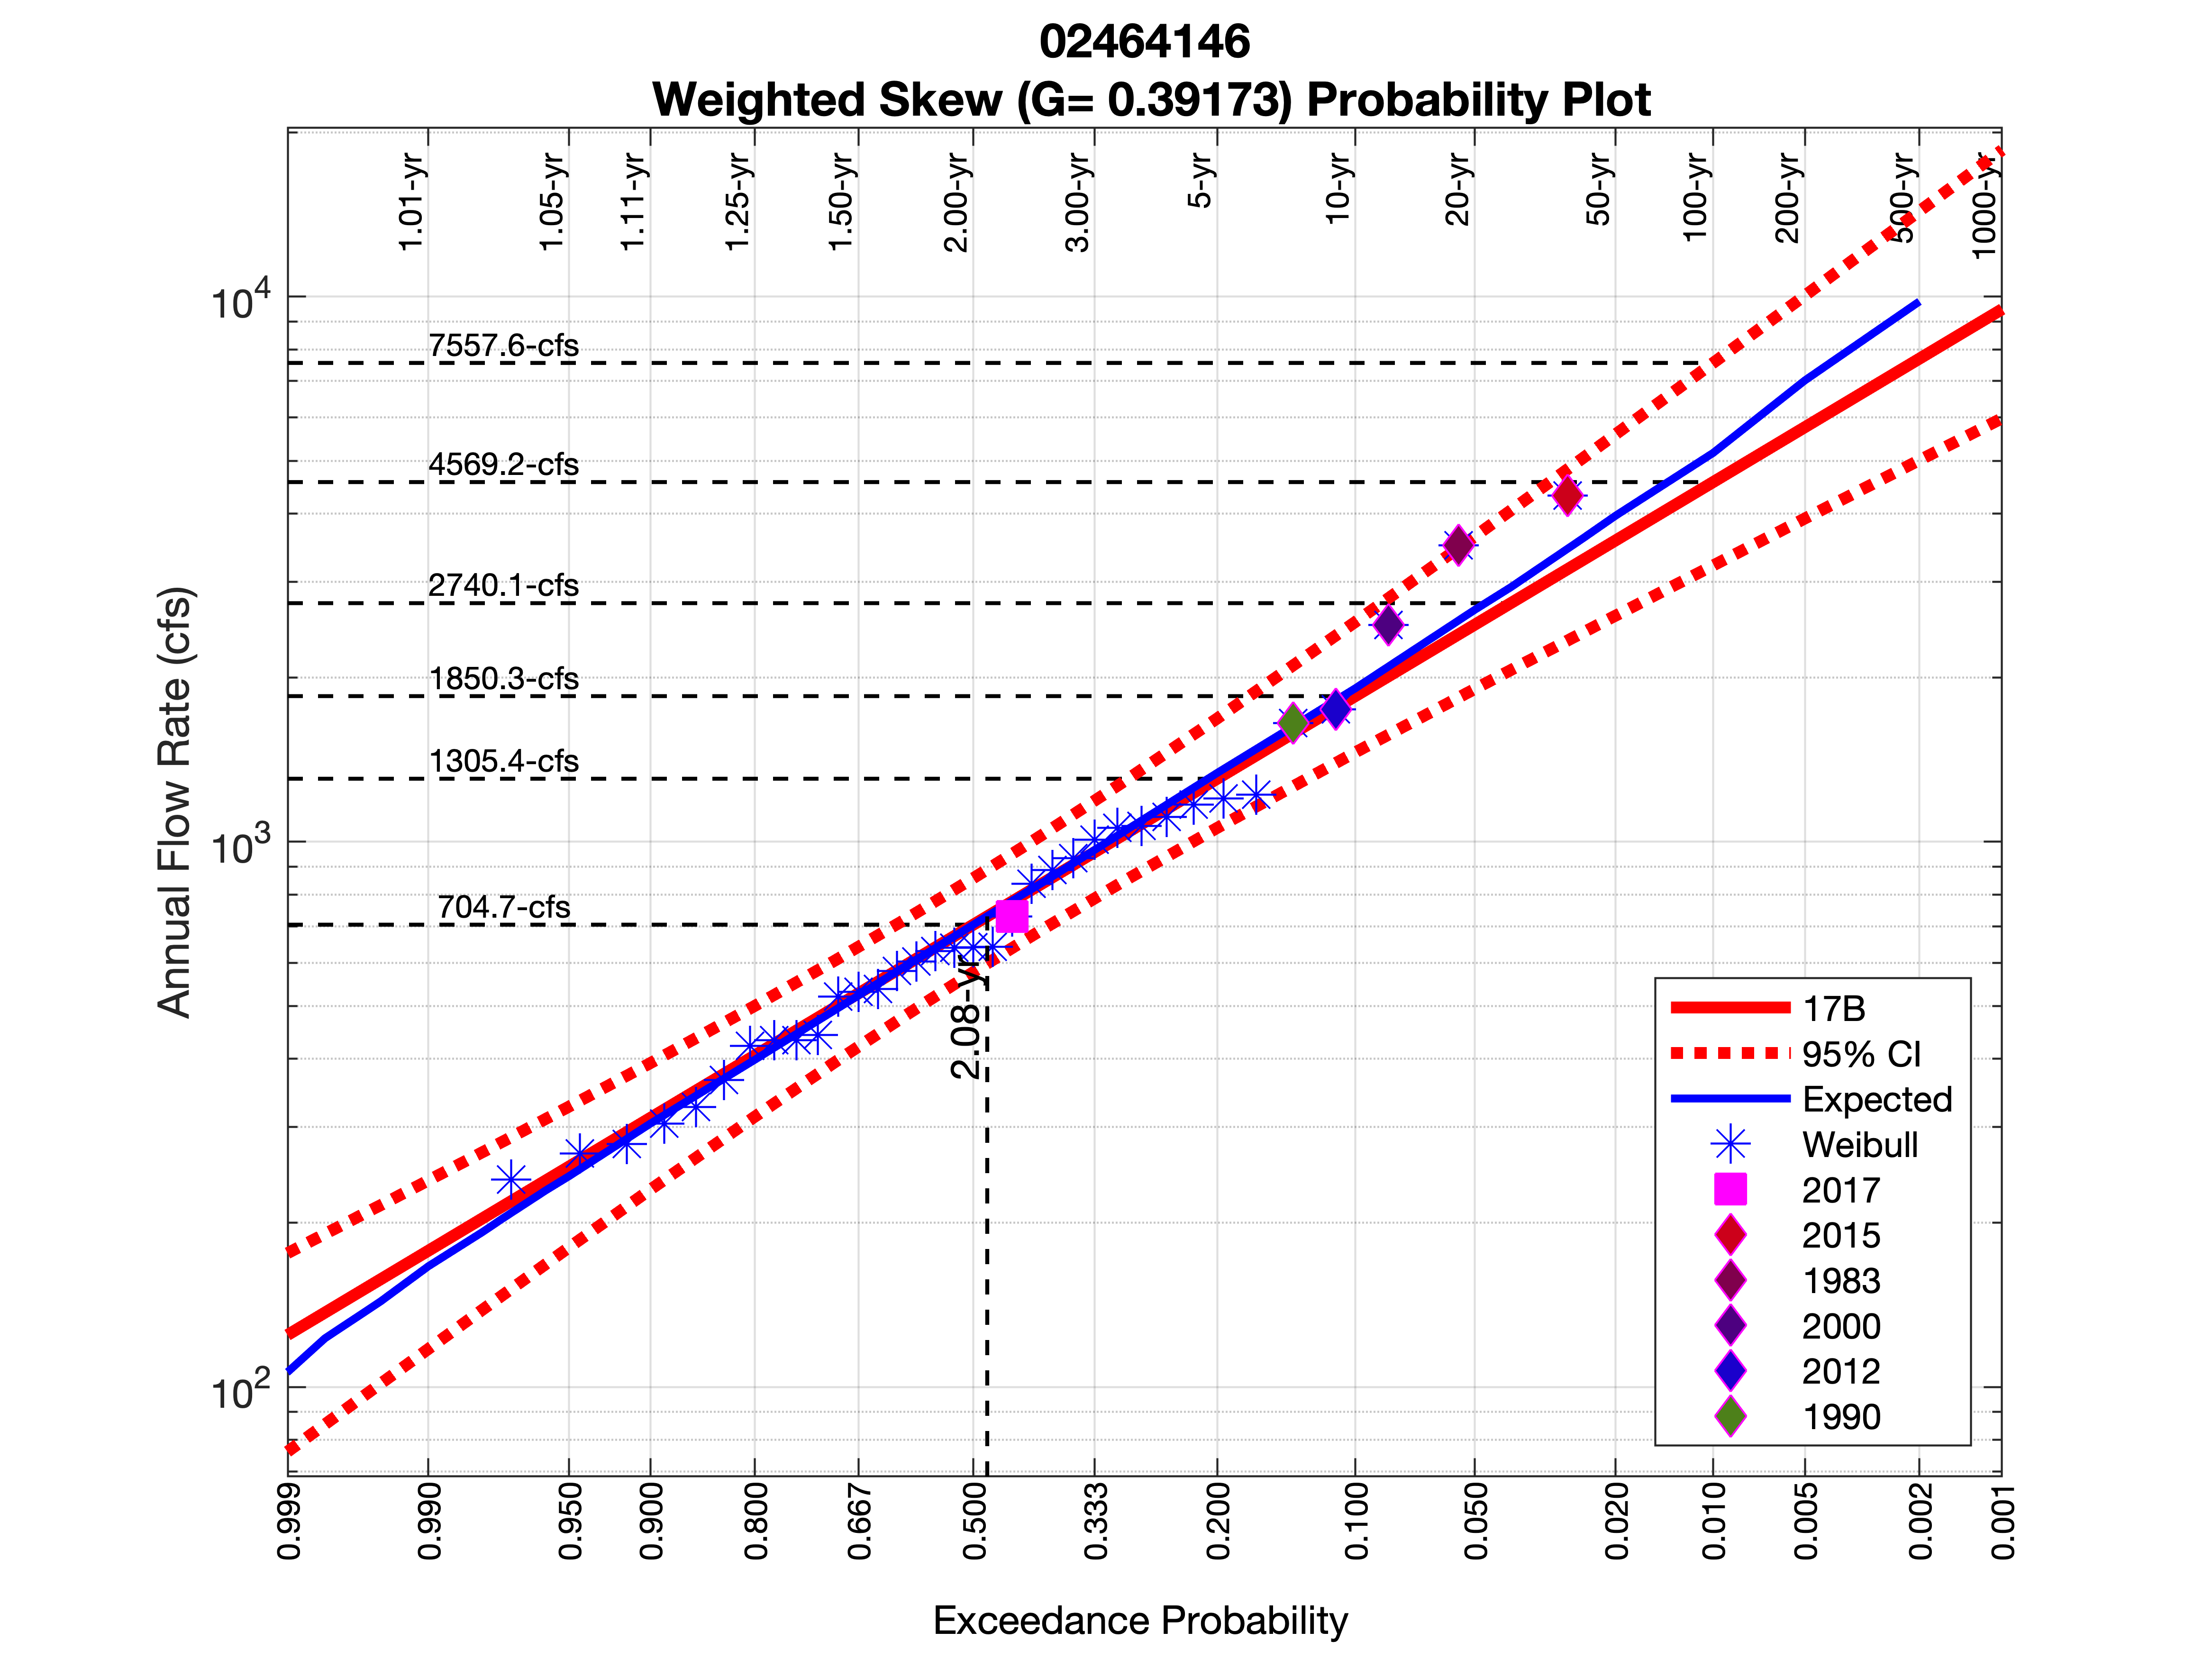 02464146
Weighted Skew (G= 0.39173) Probability Plot
1.01-yr
1.05-yr
1.11-yr
1.25-yr
1.50-yr
2.00-yr
3.00-yr
5-yr
10-yr
20-yr
50-yr
100-yr
200-yr
500-yr
1000-yr
10^4
10^3
10^2
Annual Flow Rate (cfs)
7557.6-cfs
4569.2-cfs
2740.1-cfs
1850.3-cfs
1305.4-cfs
704.7-cfs
2.08-yr
17B
95% CI
Expected
Weibull
2017
2015
1983
2000
2012
1990
0.999
0.990
0.950
0.900
0.800
0.667
0.500
0.333
0.200
0.100
0.050
0.020
0.010
0.005
0.002
0.001
Exceedance Probability